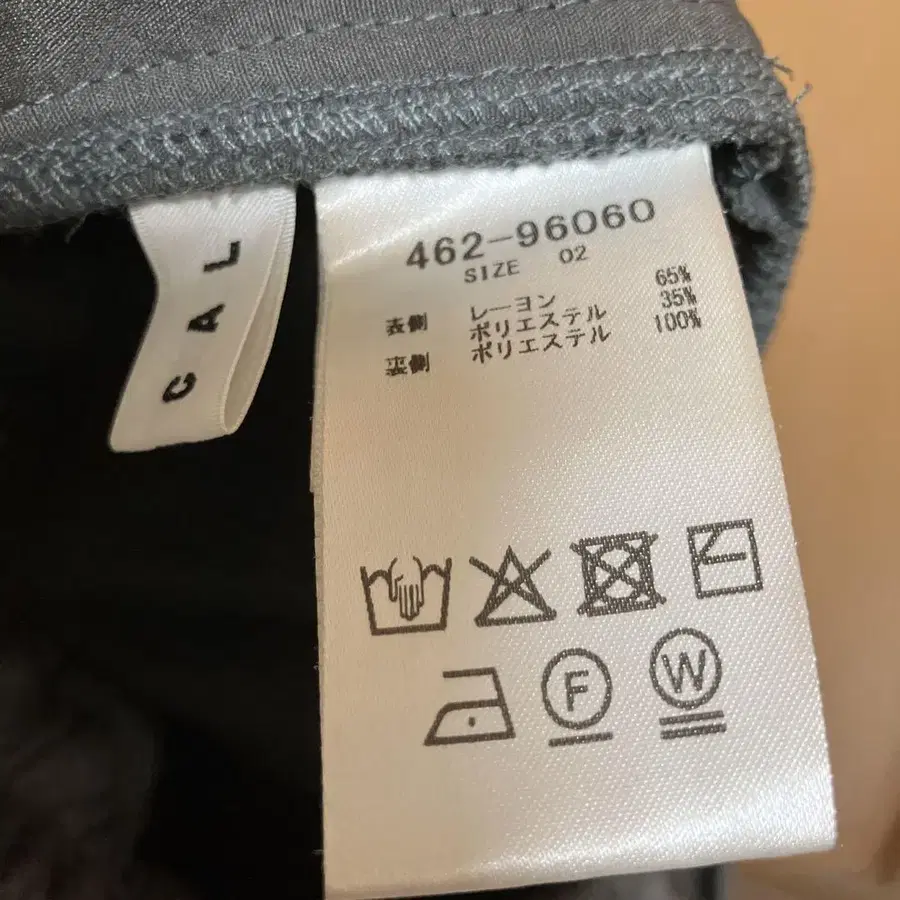 CAL
462-96060
SIZE 02
表側 レーヨン 65%
ポリエステル 35%
裏側 ポリエステル 100%
F
W